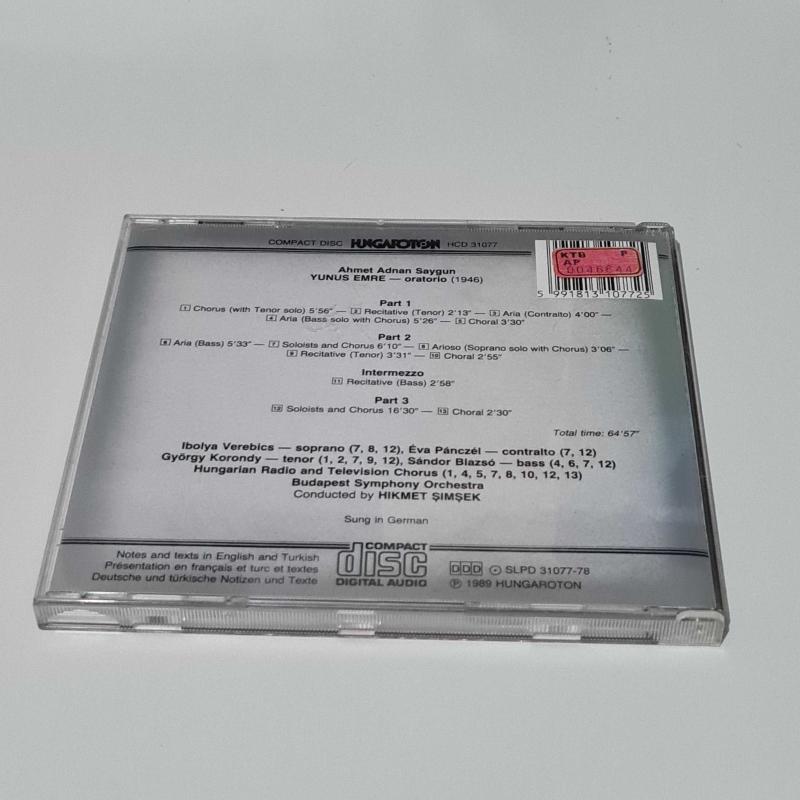 COMPACT DISC HUNGAROTON HCD 31077
KTB P
AP
0046644
5 991813 107725
Ahmet Adnan Saygun
YUNUS EMRE — oratorio (1946)
Part 1
1 Chorus (with Tenor solo) 5'56" — 2 Recitative (Tenor) 2'13" — 3 Aria (Contralto) 4'00" —
4 Aria (Bass solo with Chorus) 5'26" — 5 Choral 3'30"
Part 2
6 Aria (Bass) 5'33" — 7 Soloists and Chorus 6'10" — 8 Arioso (Soprano solo with Chorus) 3'06" —
9 Recitative (Tenor) 3'31" — 10 Choral 2'55"
Intermezzo
11 Recitative (Bass) 2'58"
Part 3
12 Soloists and Chorus 16'30" — 13 Choral 2'30"
Total time: 64'57"
Ibolya Verebics — soprano (7, 8, 12), Éva Pánczél — contralto (7, 12)
György Korondy — tenor (1, 2, 7, 9, 12), Sándor Blazsó — bass (4, 6, 7, 12)
Hungarian Radio and Television Chorus (1, 4, 5, 7, 8, 10, 12, 13)
Budapest Symphony Orchestra
Conducted by HIKMET ŞIMŞEK
Sung in German
Notes and texts in English and Turkish
Présentation en français et turc et textes
Deutsche und türkische Notizen und Texte
COMPACT
disc
DIGITAL AUDIO
DDD SLPD 31077-78
℗ 1989 HUNGAROTON